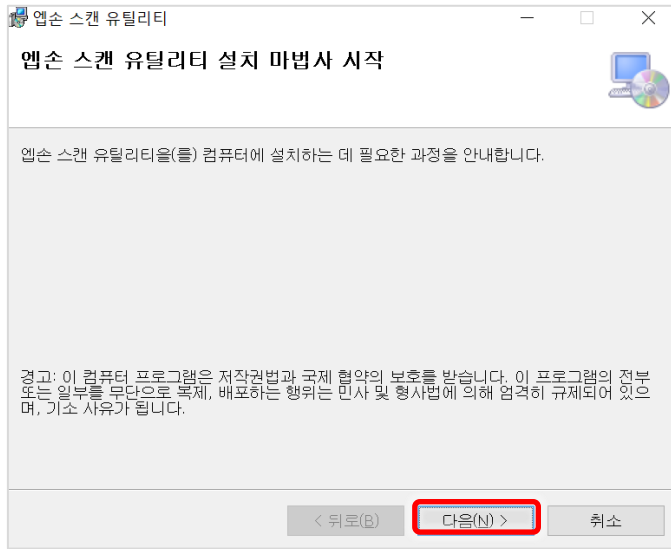 엡손 스캔 유틸리티
엡손 스캔 유틸리티 설치 마법사 시작
엡손 스캔 유틸리티을(를) 컴퓨터에 설치하는 데 필요한 과정을 안내합니다.
경고: 이 컴퓨터 프로그램은 저작권법과 국제 협약의 보호를 받습니다. 이 프로그램의 전부
또는 일부를 무단으로 복제, 배포하는 행위는 민사 및 형사법에 의해 엄격히 규제되어 있으
며, 기소 사유가 됩니다.
< 뒤로(B) 다음(N) > 취소